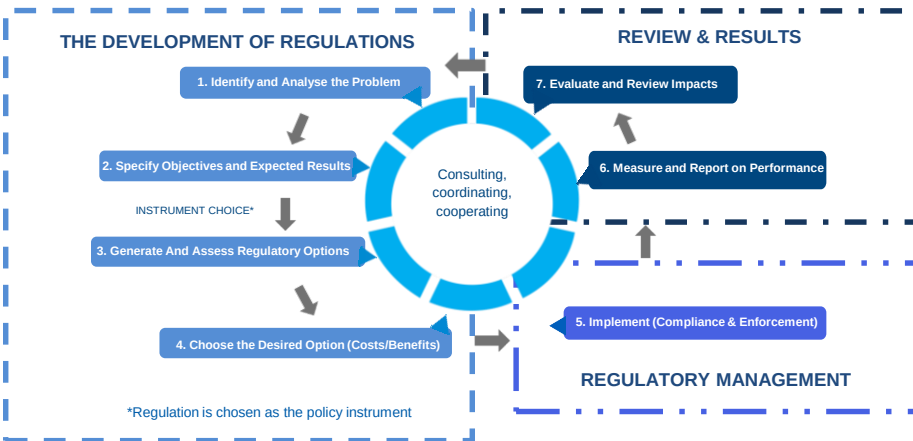 THE DEVELOPMENT OF REGULATIONS
1. Identify and Analyse the Problem
2. Specify Objectives and Expected Results
INSTRUMENT CHOICE*
3. Generate And Assess Regulatory Options
4. Choose the Desired Option (Costs/Benefits)
*Regulation is chosen as the policy instrument
Consulting,
coordinating,
cooperating
REVIEW & RESULTS
7. Evaluate and Review Impacts
6. Measure and Report on Performance
5. Implement (Compliance & Enforcement)
REGULATORY MANAGEMENT